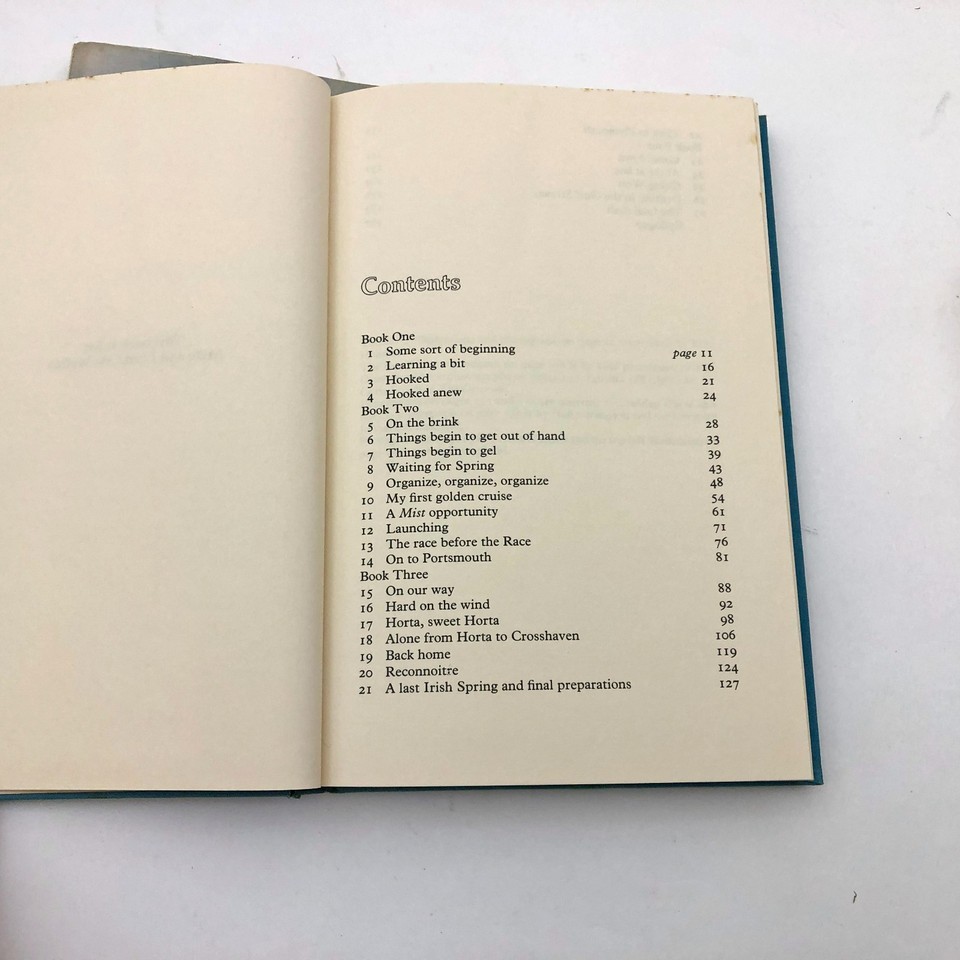 Contents
Book One
1 Some sort of beginning page 11
2 Learning a bit 16
3 Hooked 21
4 Hooked anew 24
Book Two
5 On the brink 28
6 Things begin to get out of hand 33
7 Things begin to gel 39
8 Waiting for Spring 43
9 Organize, organize, organize 48
10 My first golden cruise 54
11 A Mist opportunity 61
12 Launching 71
13 The race before the Race 76
14 On to Portsmouth 81
Book Three
15 On our way 88
16 Hard on the wind 92
17 Horta, sweet Horta 98
18 Alone from Horta to Crosshaven 106
19 Back home 119
20 Reconnoitre 124
21 A last Irish Spring and final preparations 127